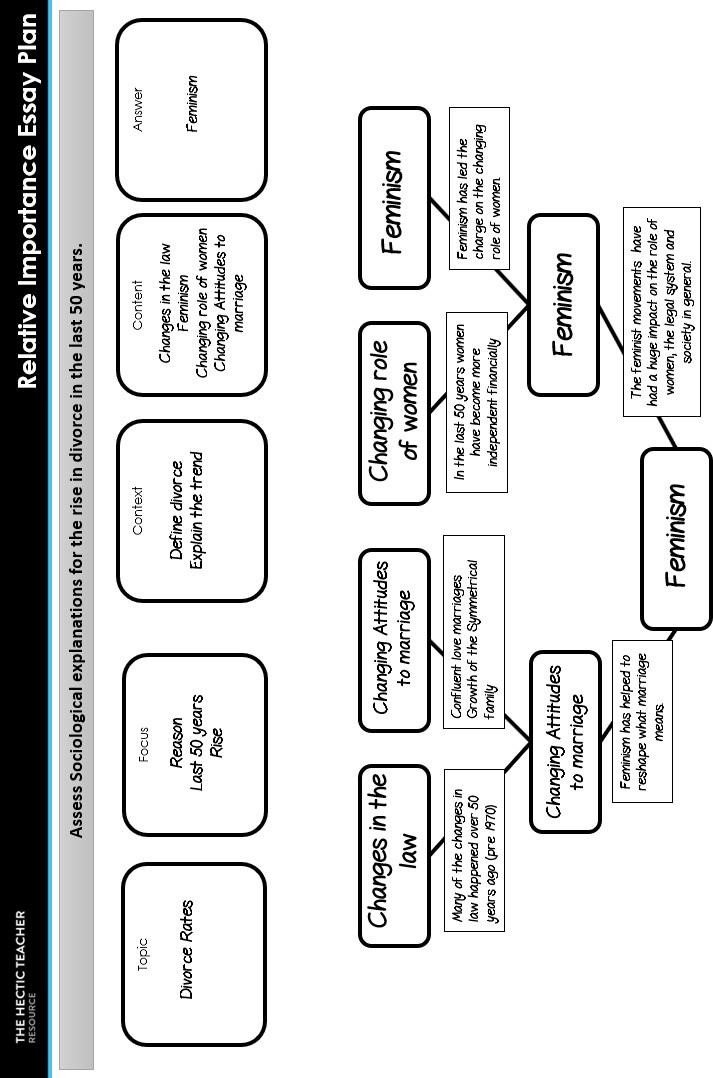 THE HECTIC TEACHER
RESOURCE
Relative Importance Essay Plan
Assess Sociological explanations for the rise in divorce in the last 50 years.
Topic
Divorce Rates
Focus
Reason
Last 50 years
Rise
Context
Define divorce
Explain the trend
Content
Changes in the law
Feminism
Changing role of women
Changing Attitudes to
marriage
Answer
Feminism
Changes in the
law
Changing Attitudes
to marriage
Changing role
of women
Feminism
Many of the changes in
law happened over 50
years ago (pre 1970)
Confluent love marriages
Growth of the Symmetrical
family
In the last 50 years women
have become more
independent financially
Feminism has led the
charge on the changing
role of women.
Changing Attitudes
to marriage
Feminism
Feminism has helped to
reshape what marriage
means.
The feminist movements have
had a huge impact on the role of
women, the legal system and
society in general.
Feminism